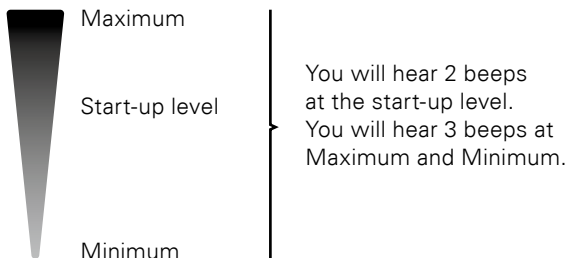 Maximum
Start-up level
Minimum
You will hear 2 beeps
at the start-up level.
You will hear 3 beeps at
Maximum and Minimum.